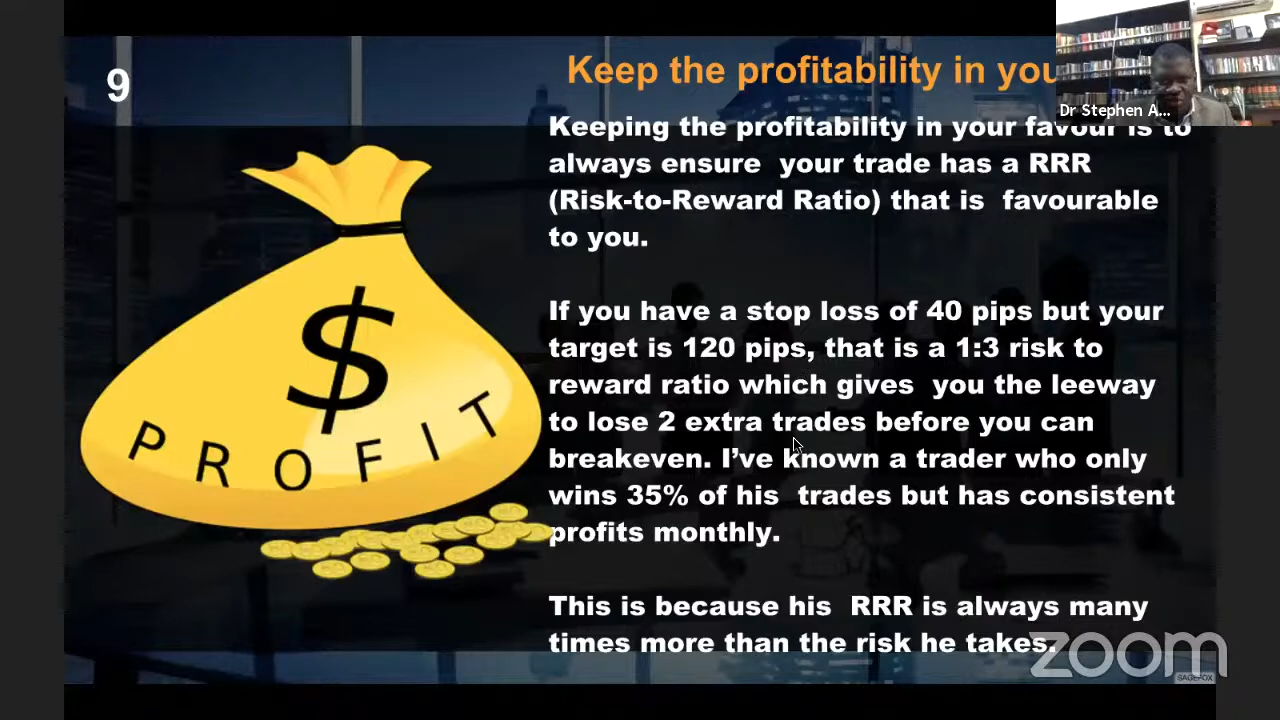 9
Keep the profitability in you
Dr Stephen A...
Keeping the profitability in your favour is to
always ensure your trade has a RRR
(Risk-to-Reward Ratio) that is favourable
to you.
If you have a stop loss of 40 pips but your
target is 120 pips, that is a 1:3 risk to
reward ratio which gives you the leeway
to lose 2 extra trades before you can
breakeven. I’ve known a trader who only
wins 35% of his trades but has consistent
profits monthly.
This is because his RRR is always many
times more than the risk he takes.
$
PROFIT
zoom
SAGEFOX